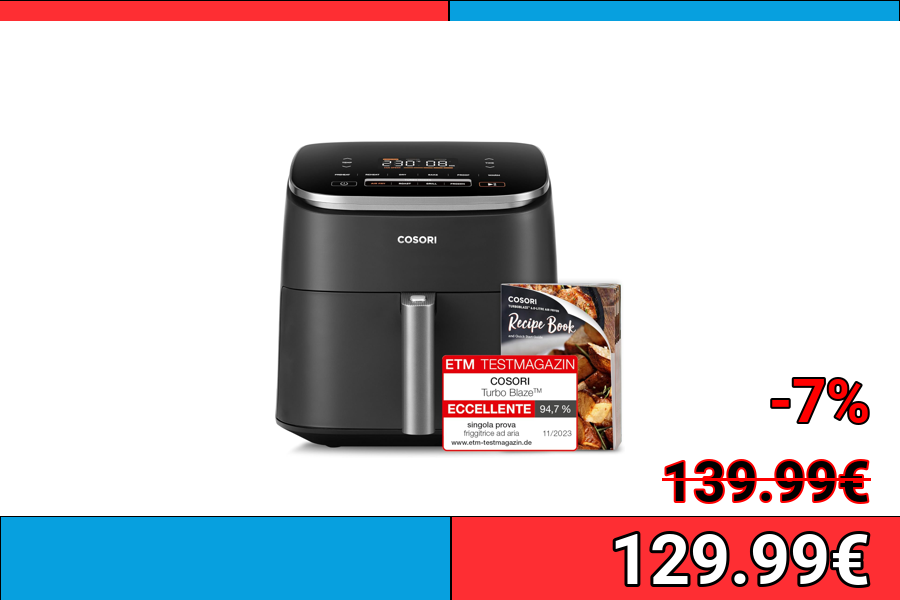 230° 08
COSORI
COSORI
Recipe Book
ETM TESTMAGAZIN
COSORI
Turbo Blaze™
ECCELLENTE 94,7 %
singola prova
friggitrice ad aria 11/2023
www.etm-testmagazin.de
-7%
139.99€
129.99€